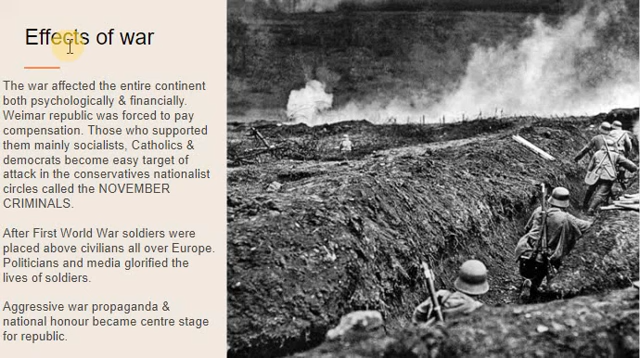 Effects of war
The war affected the entire continent
both psychologically & financially.
Weimar republic was forced to pay
compensation. Those who supported
them mainly socialists, Catholics &
democrats become easy target of
attack in the conservatives nationalist
circles called the NOVEMBER
CRIMINALS.
After First World War soldiers were
placed above civilians all over Europe.
Politicians and media glorified the
lives of soldiers.
Aggressive war propaganda &
national honour became centre stage
for republic.